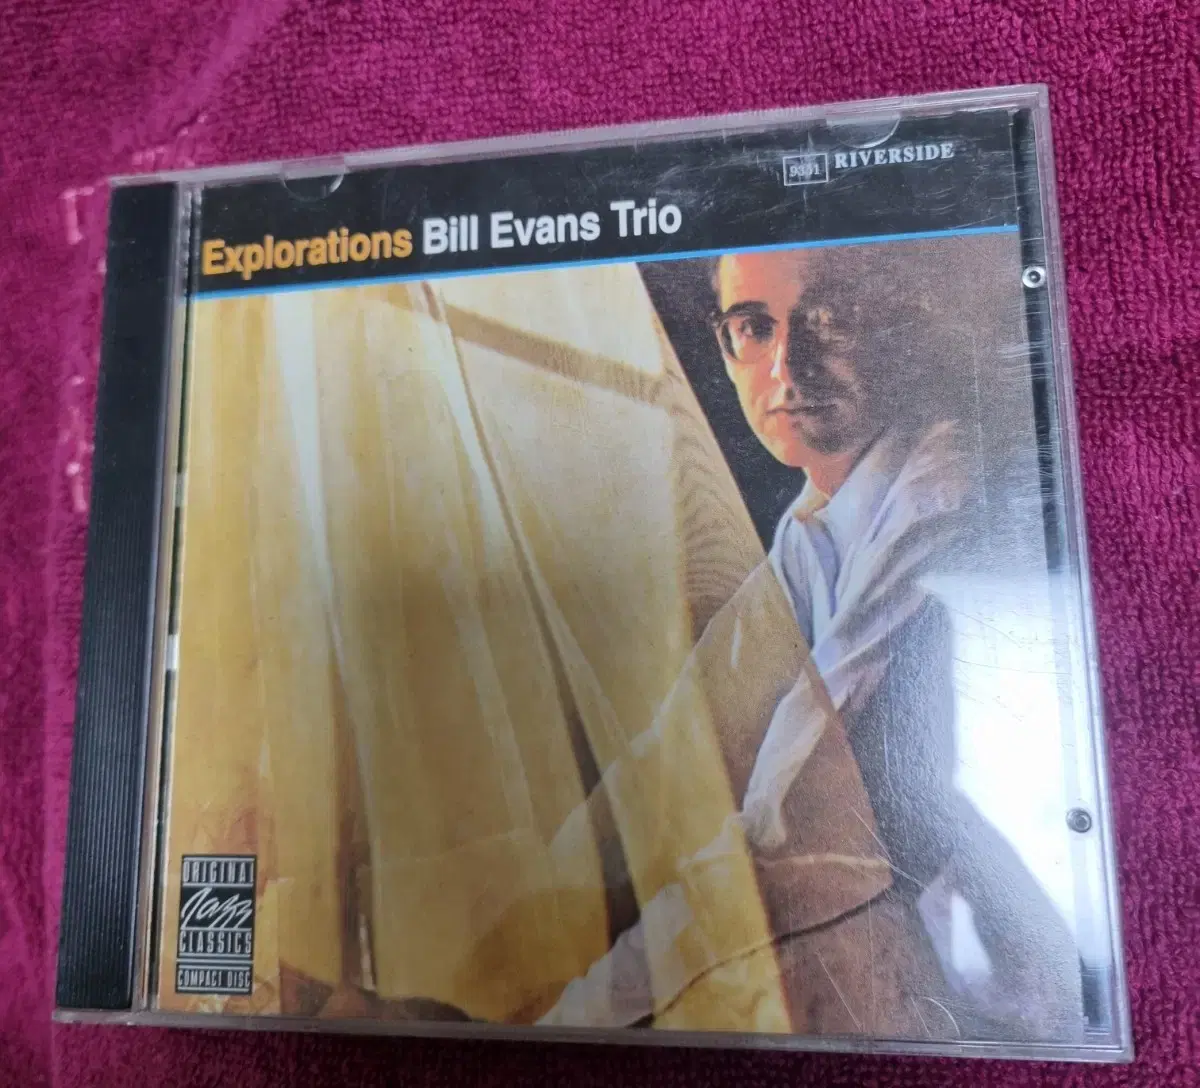 9351 RIVERSIDE
Explorations Bill Evans Trio
ORIGINAL
Jazz
CLASSICS
COMPACT DISC